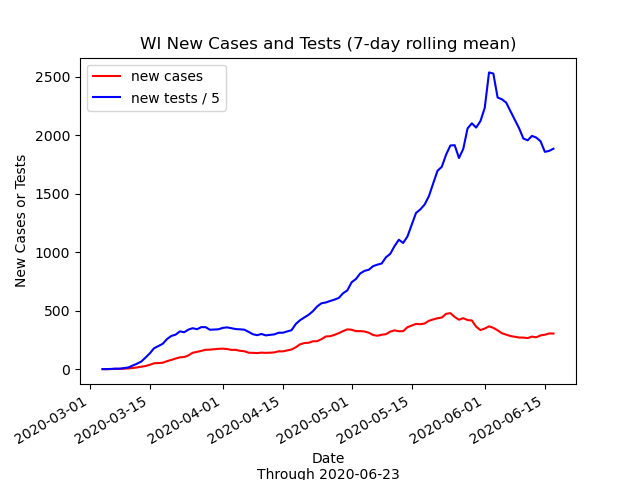 WI New Cases and Tests (7-day rolling mean)
new cases
new tests / 5
New Cases or Tests
2500
2000
1500
1000
500
0
2020-03-01
2020-03-15
2020-04-01
2020-04-15
2020-05-01
2020-05-15
2020-06-01
2020-06-15
Date
Through 2020-06-23